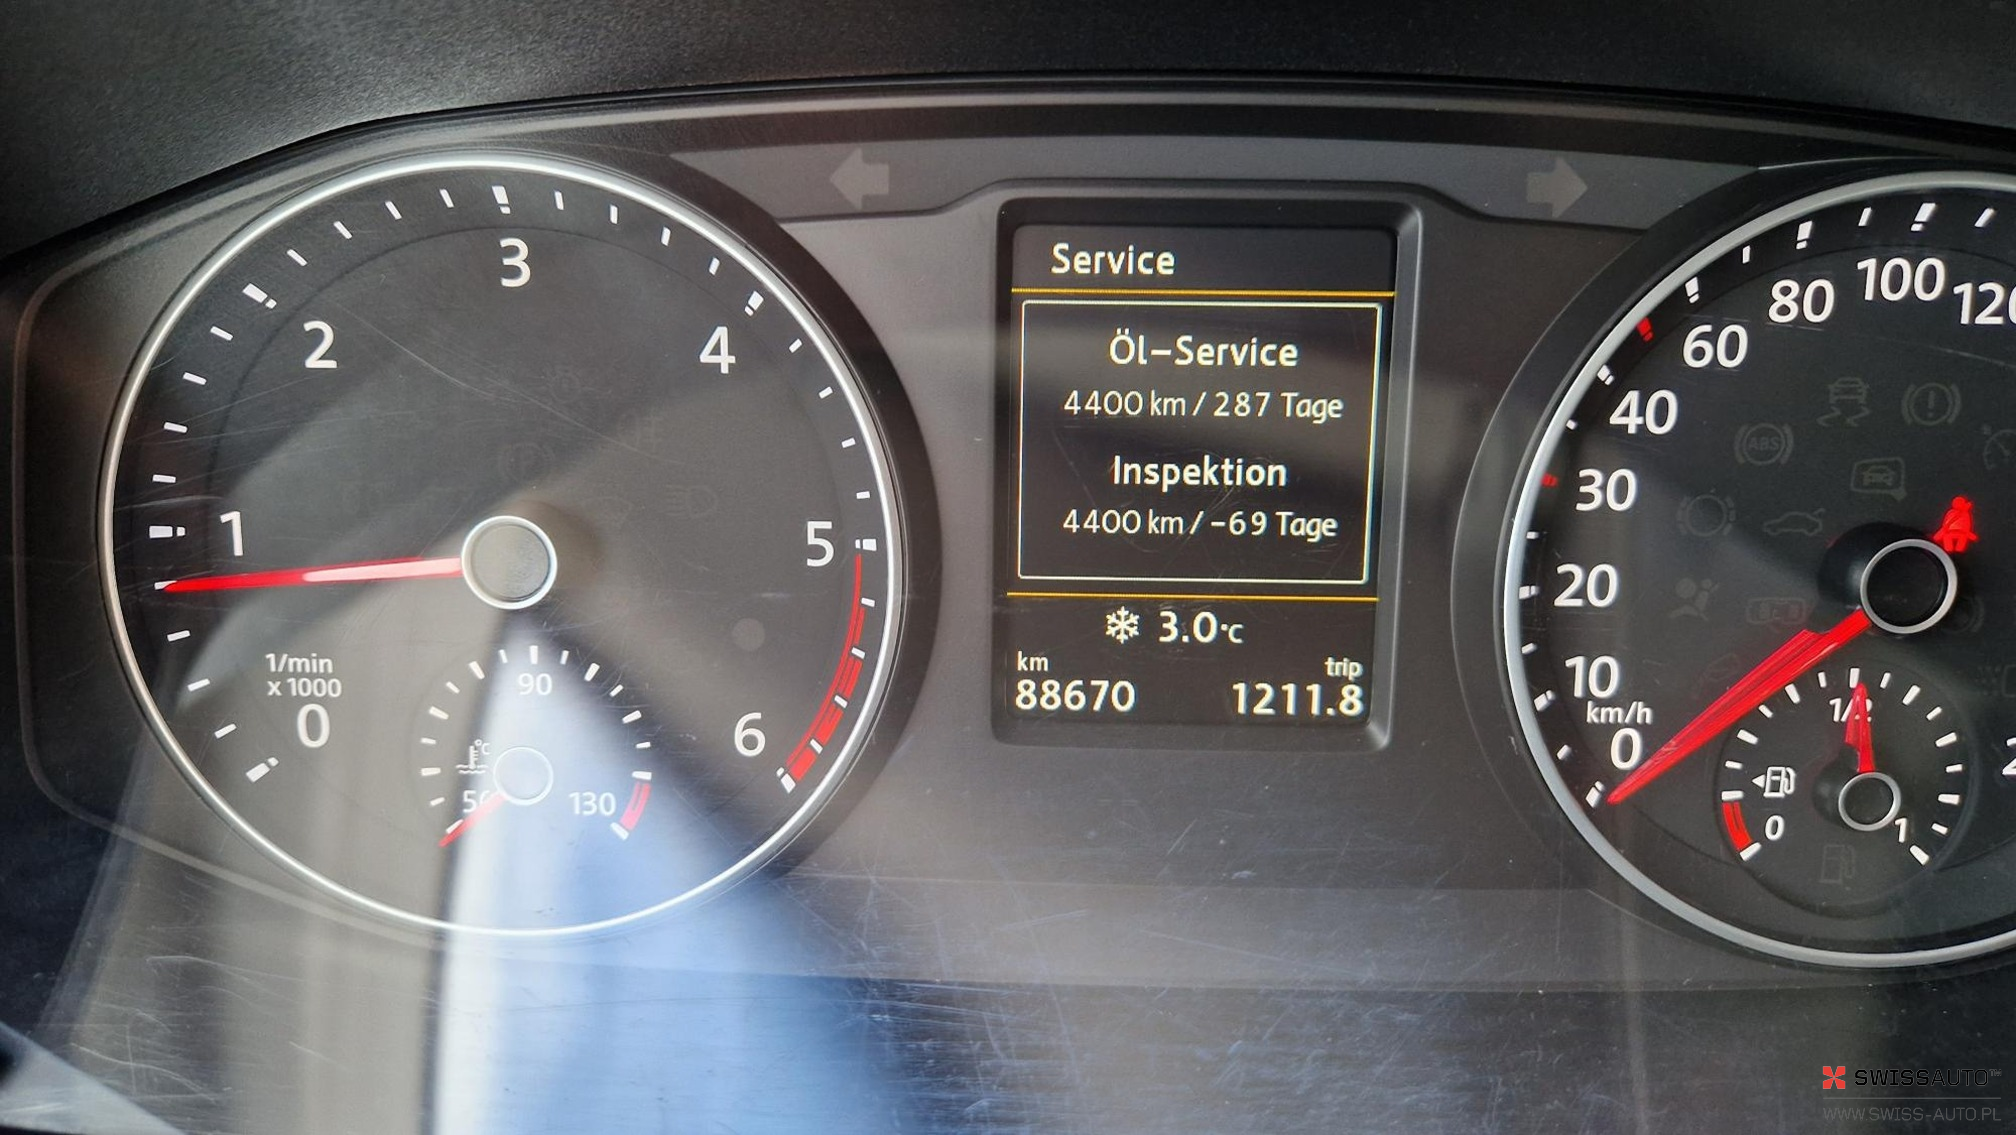 Service
Öl-Service
4400 km / 287 Tage
Inspektion
4400 km / -69 Tage
3.0°C
km
trip
88670
1211.8
0
1
2
3
4
5
6
1/min
x 1000
°C
50
90
130
0
10
20
30
40
60
80
100
km/h
0
1/2
1
ABS
SWISSAUTO™
WWW.SWISS-AUTO.PL